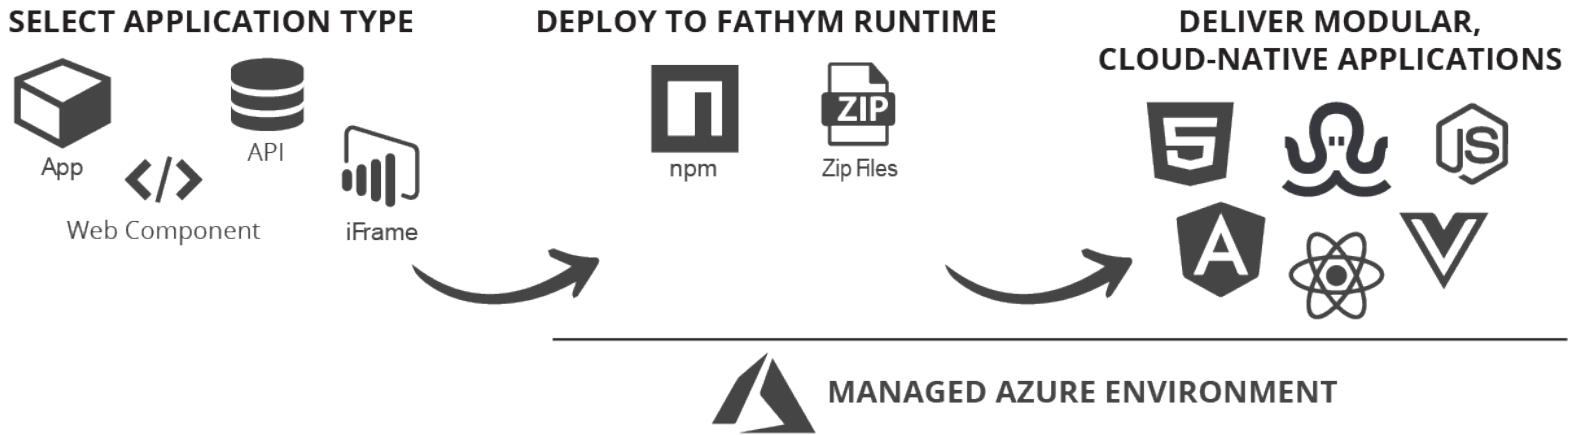 SELECT APPLICATION TYPE
App
API
Web Component
iFrame
DEPLOY TO FATHYM RUNTIME
npm
ZIP
Zip Files
DELIVER MODULAR,
CLOUD-NATIVE APPLICATIONS
5
JS
A
MANAGED AZURE ENVIRONMENT